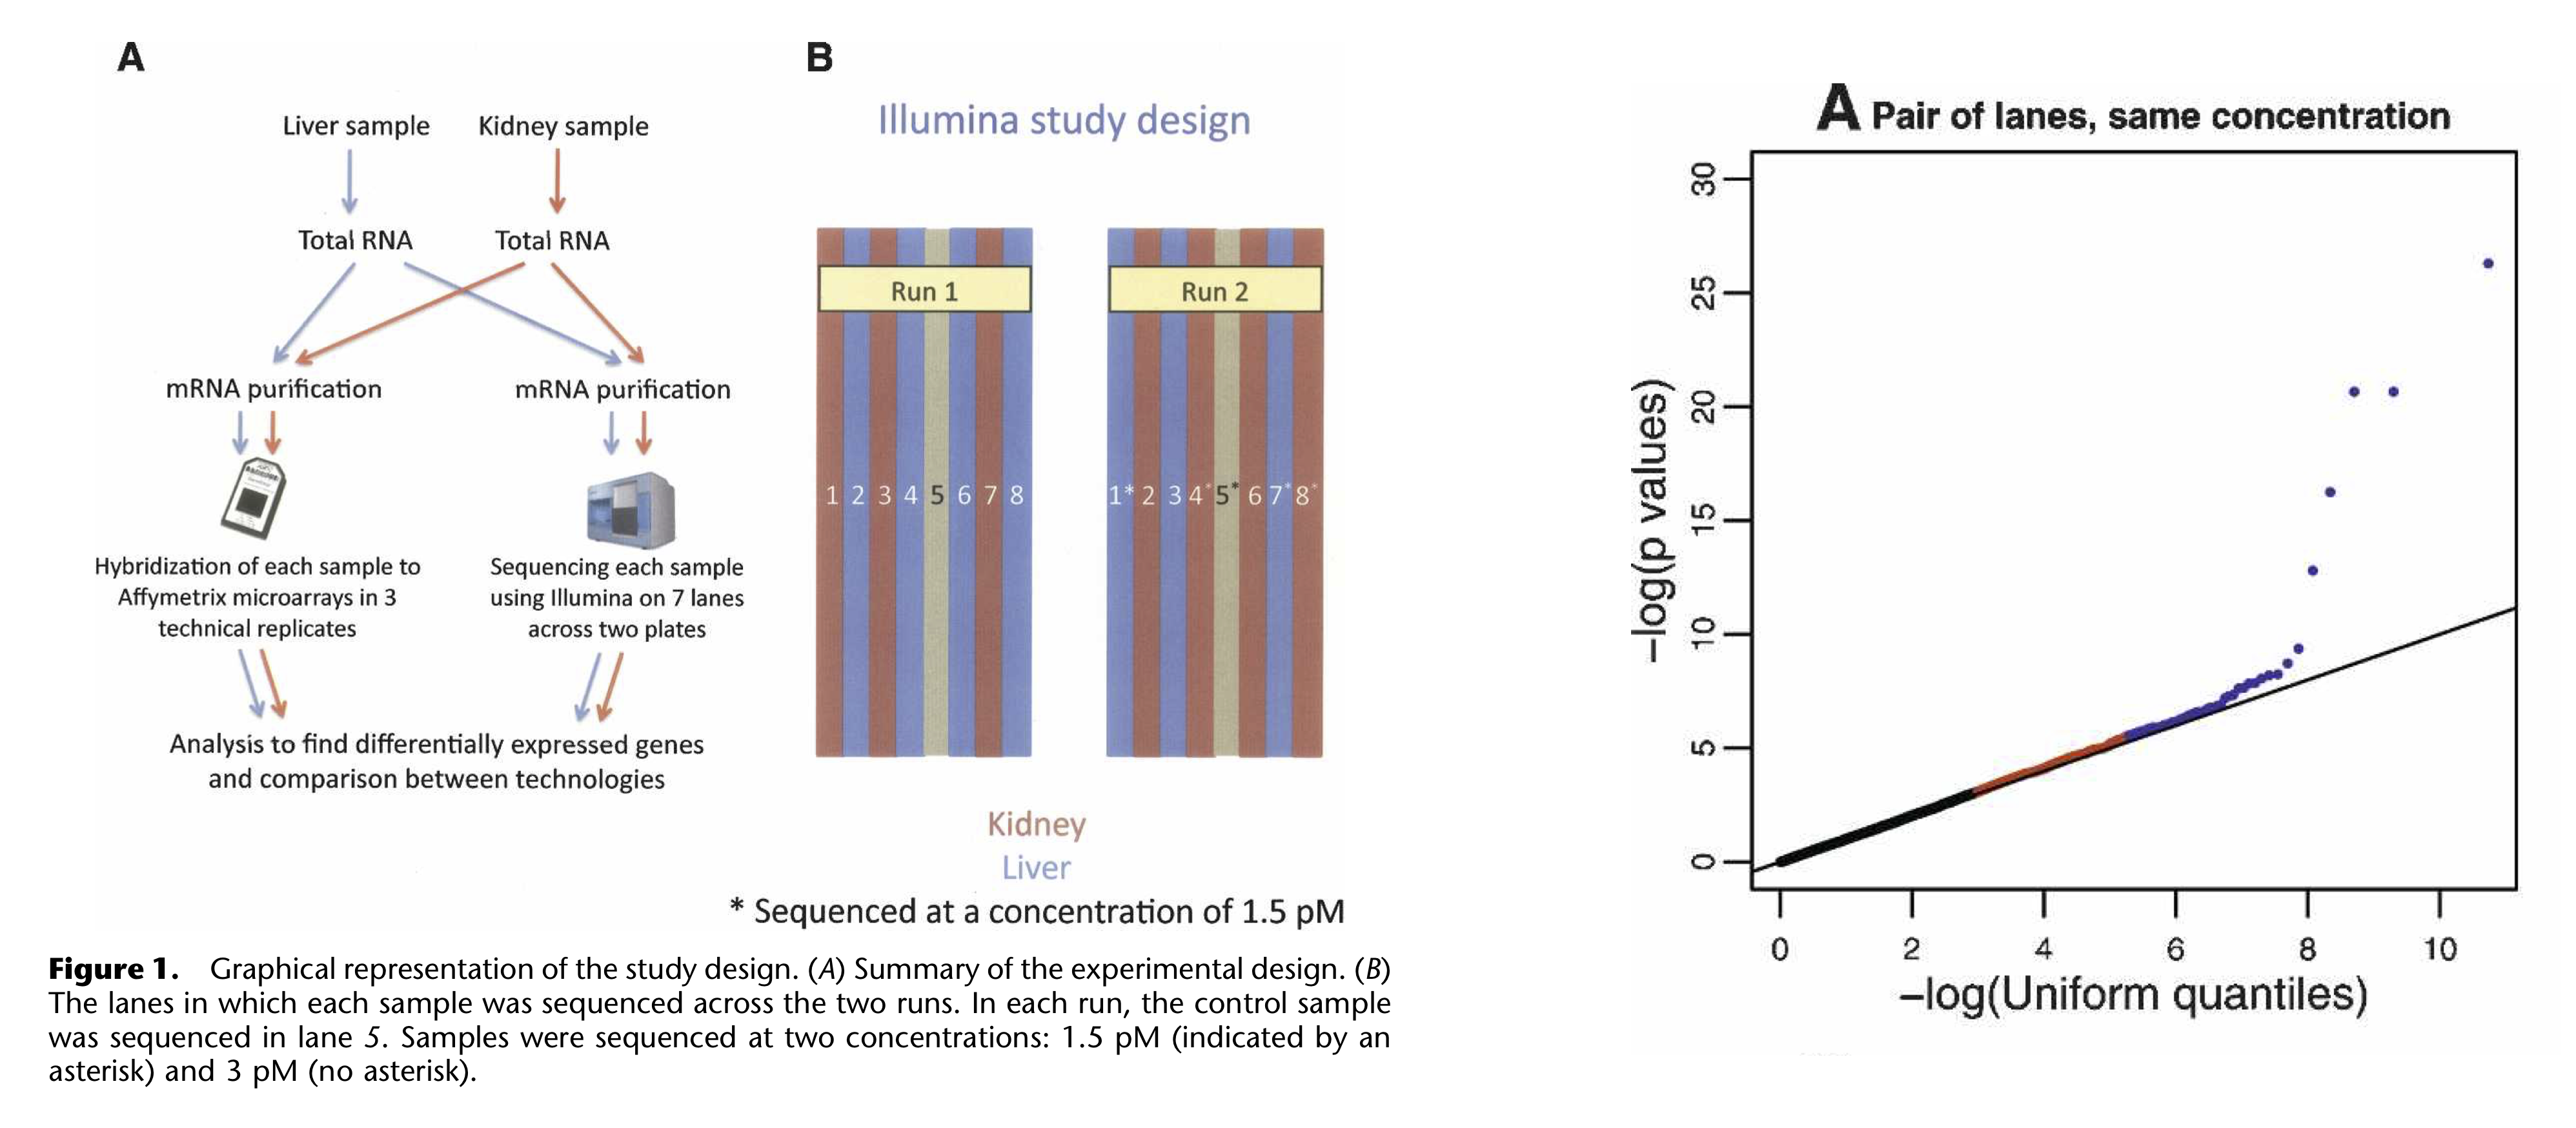 A
Liver sample
Kidney sample
Total RNA
Total RNA
mRNA purification
mRNA purification
Hybridization of each sample to
Affymetrix microarrays in 3
technical replicates
Sequencing each sample
using Illumina on 7 lanes
across two plates
Analysis to find differentially expressed genes
and comparison between technologies
B
Illumina study design
Run 1
1 2 3 4 5 6 7 8
Run 2
1* 2 3 4* 5* 6 7* 8*
Kidney
Liver
* Sequenced at a concentration of 1.5 pM
Figure 1. Graphical representation of the study design. (A) Summary of the experimental design. (B)
The lanes in which each sample was sequenced across the two runs. In each run, the control sample
was sequenced in lane 5. Samples were sequenced at two concentrations: 1.5 pM (indicated by an
asterisk) and 3 pM (no asterisk).
A Pair of lanes, same concentration
−log(p values)
30
25
20
15
10
5
0
0 2 4 6 8 10
−log(Uniform quantiles)